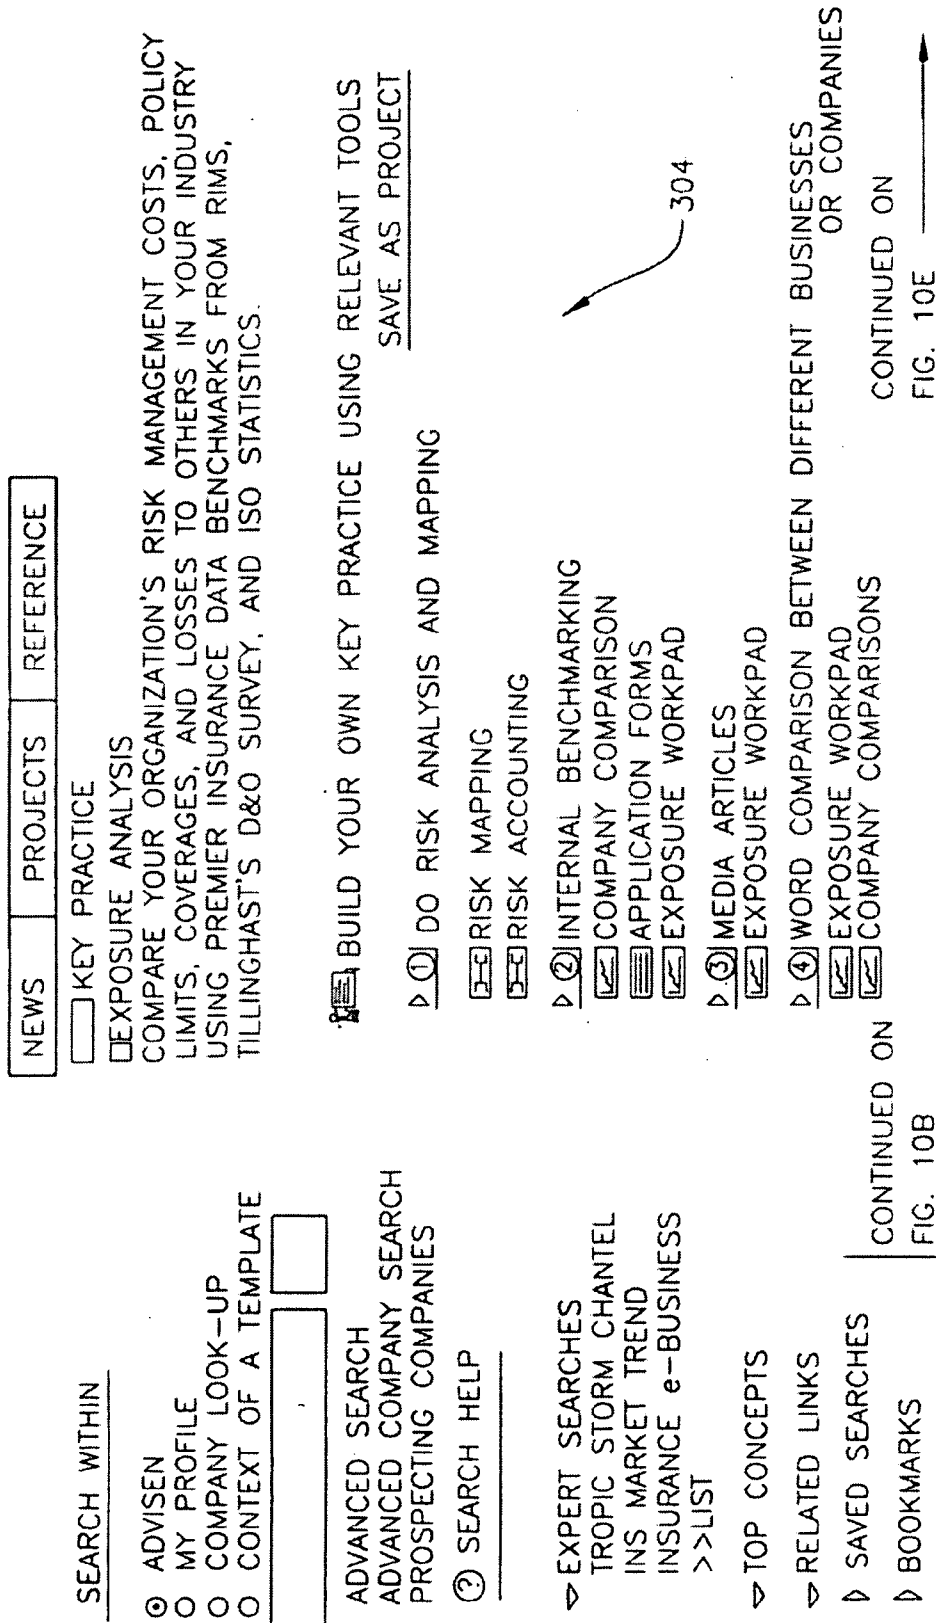 NEWS PROJECTS REFERENCE
SEARCH WITHIN
ADVISEN
MY PROFILE
COMPANY LOOK-UP
CONTEXT OF A TEMPLATE
ADVANCED SEARCH
ADVANCED COMPANY SEARCH
PROSPECTING COMPANIES
? SEARCH HELP
EXPERT SEARCHES
TROPIC STORM CHANTEL
INS MARKET TREND
INSURANCE e-BUSINESS
>>LIST
TOP CONCEPTS
RELATED LINKS
SAVED SEARCHES
BOOKMARKS
CONTINUED ON
FIG. 10B
KEY PRACTICE
EXPOSURE ANALYSIS
COMPARE YOUR ORGANIZATION'S RISK MANAGEMENT COSTS, POLICY
LIMITS, COVERAGES, AND LOSSES TO OTHERS IN YOUR INDUSTRY
USING PREMIER INSURANCE DATA BENCHMARKS FROM RIMS,
TILLINGHAST'S D&O SURVEY, AND ISO STATISTICS.
BUILD YOUR OWN KEY PRACTICE USING RELEVANT TOOLS
SAVE AS PROJECT
1 DO RISK ANALYSIS AND MAPPING
RISK MAPPING
RISK ACCOUNTING
2 INTERNAL BENCHMARKING
COMPANY COMPARISON
APPLICATION FORMS
EXPOSURE WORKPAD
304
3 MEDIA ARTICLES
EXPOSURE WORKPAD
4 WORD COMPARISON BETWEEN DIFFERENT BUSINESSES
OR COMPANIES
EXPOSURE WORKPAD
COMPANY COMPARISONS
CONTINUED ON
FIG. 10E